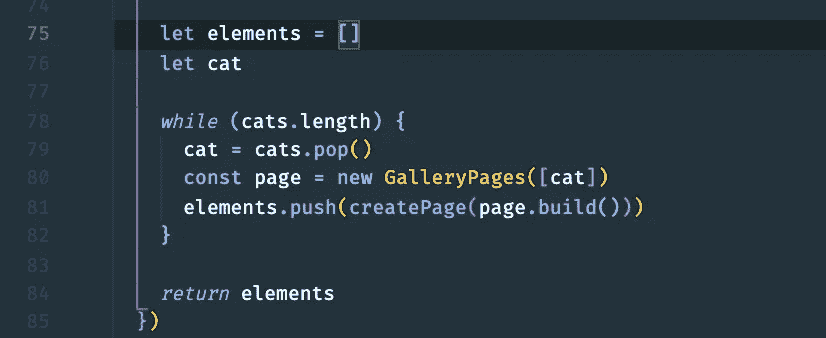 74
75 let elements = []
76 let cat
77
78 while (cats.length) {
79 cat = cats.pop()
80 const page = new GalleryPages([cat])
81 elements.push(createPage(page.build()))
82 }
83
84 return elements
85 })